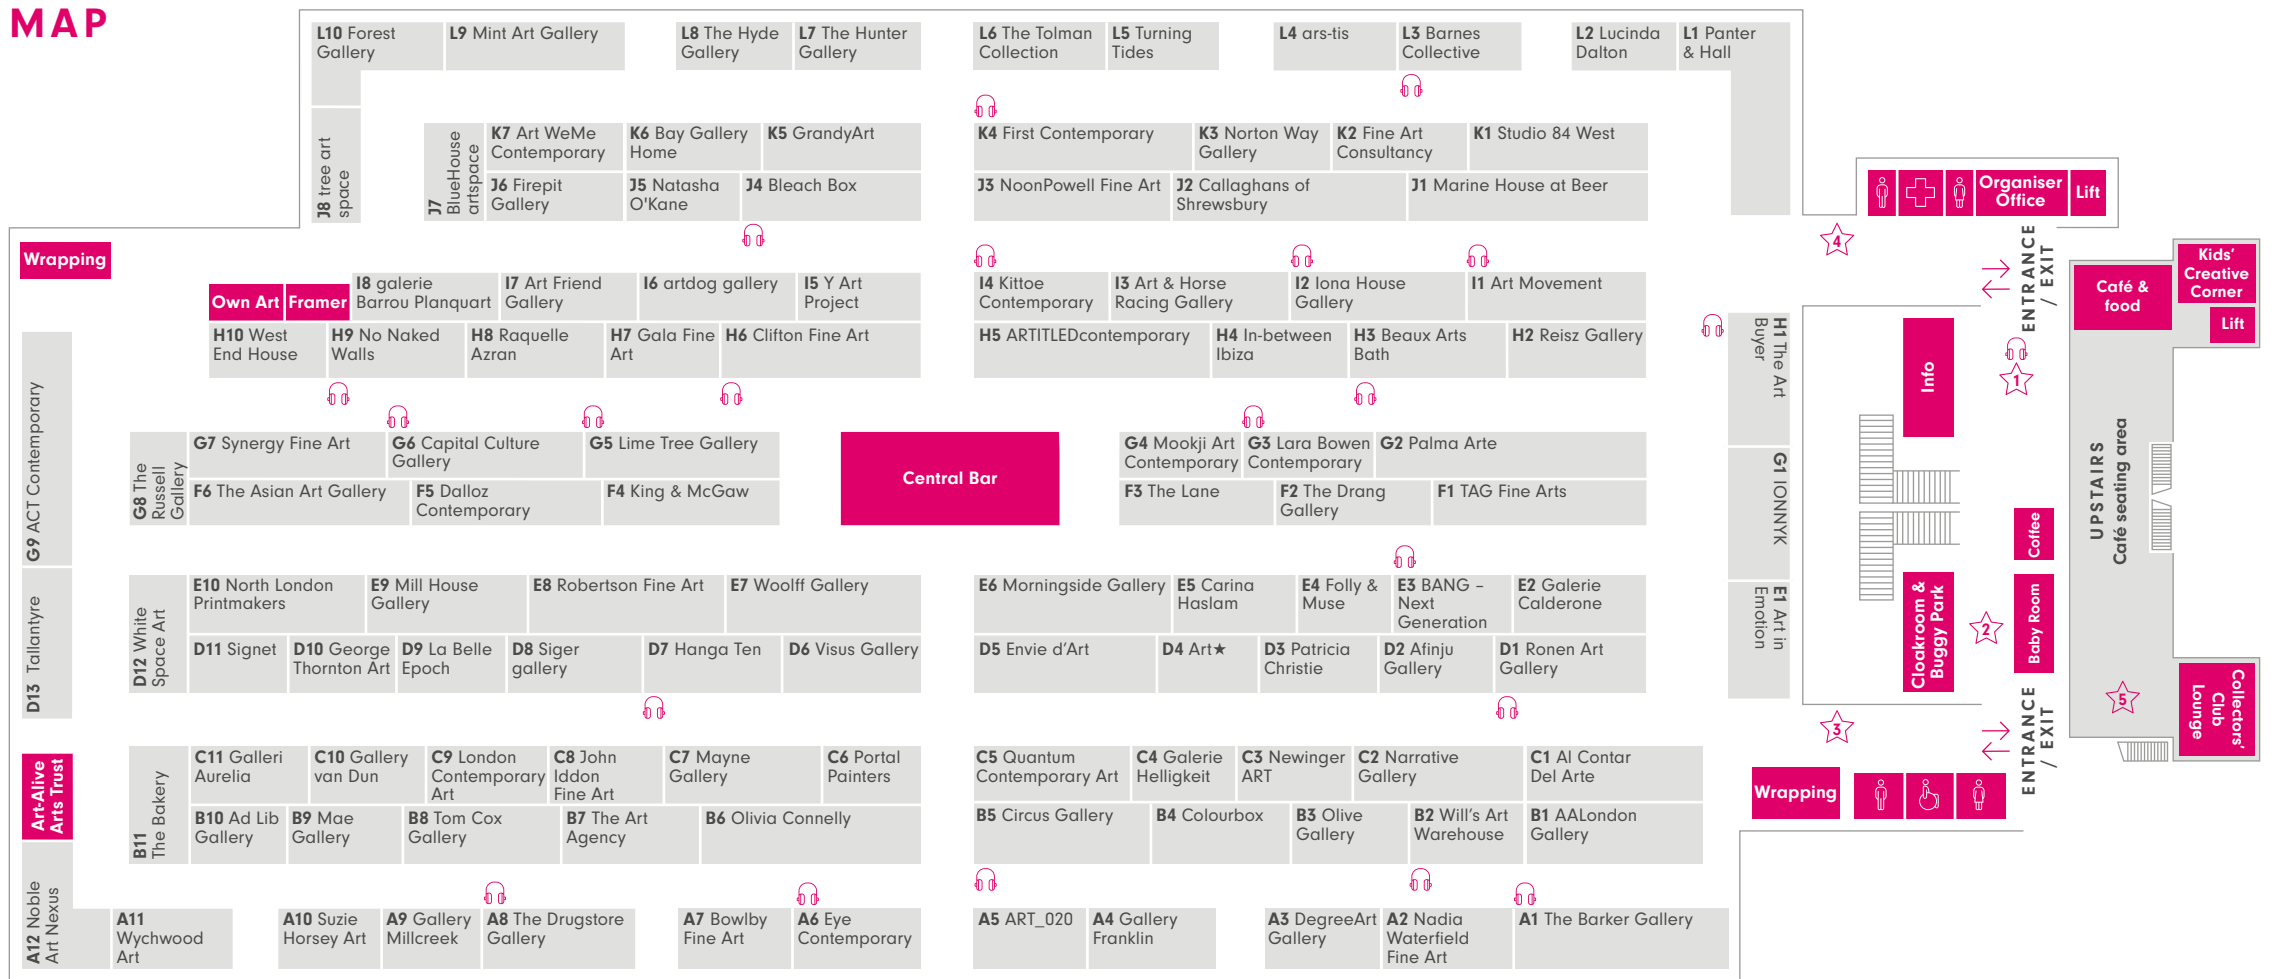 MAP
L10 Forest
Gallery
L9 Mint Art Gallery
L8 The Hyde
Gallery
L7 The Hunter
Gallery
L6 The Tolman
Collection
L5 Turning
Tides
L4 ars-tis
L3 Barnes
Collective
L2 Lucinda
Dalton
L1 Panter
& Hall
J8 tree art
space
J7
BlueHouse
artspace
K7 Art WeMe
Contemporary
K6 Bay Gallery
Home
K5 GrandyArt
K4 First Contemporary
K3 Norton Way
Gallery
K2 Fine Art
Consultancy
K1 Studio 84 West
J6 Firepit
Gallery
J5 Natasha
O'Kane
J4 Bleach Box
J3 NoonPowell Fine Art
J2 Callaghans of
Shrewsbury
J1 Marine House at Beer
Organiser
Office
Lift
4
Wrapping
Own Art
Framer
I8 galerie
Barrou Planquart
I7 Art Friend
Gallery
I6 artdog gallery
I5 Y Art
Project
I4 Kittoe
Contemporary
I3 Art & Horse
Racing Gallery
I2 Iona House
Gallery
I1 Art Movement
H10 West
End House
H9 No Naked
Walls
H8 Raquelle
Azran
H7 Gala Fine
Art
H6 Clifton Fine Art
H5 ARTITLEDcontemporary
H4 In-between
Ibiza
H3 Beaux Arts
Bath
H2 Reisz Gallery
H1 The Art
Buyer
ENTRANCE
/ EXIT
Café &
food
Kids'
Creative
Corner
Lift
Info
1
G9 ACT Contemporary
G8 The
Russell
Gallery
G7 Synergy Fine Art
G6 Capital Culture
Gallery
G5 Lime Tree Gallery
Central Bar
G4 Mookji Art
Contemporary
G3 Lara Bowen
Contemporary
G2 Palma Arte
G1 IONNYK
F6 The Asian Art Gallery
F5 Dalloz
Contemporary
F4 King & McGaw
F3 The Lane
F2 The Drang
Gallery
F1 TAG Fine Arts
UPSTAIRS
Café seating area
Coffee
D13 Tallantyre
D12 White
Space Art
E10 North London
Printmakers
E9 Mill House
Gallery
E8 Robertson Fine Art
E7 Woolff Gallery
E6 Morningside Gallery
E5 Carina
Haslam
E4 Folly &
Muse
E3 BANG –
Next
Generation
E2 Galerie
Calderone
E1 Art in
Emotion
Cloakroom &
Buggy Park
2
Baby Room
D11 Signet
D10 George
Thornton Art
D9 La Belle
Epoch
D8 Siger
gallery
D7 Hanga Ten
D6 Visus Gallery
D5 Envie d'Art
D4 Art★
D3 Patricia
Christie
D2 Afinju
Gallery
D1 Ronen Art
Gallery
3
ENTRANCE
/ EXIT
5
Collectors'
Club
Lounge
Art-Alive
Arts Trust
B11
The Bakery
C11 Galleri
Aurelia
C10 Gallery
van Dun
C9 London
Contemporary
Art
C8 John
Iddon
Fine Art
C7 Mayne
Gallery
C6 Portal
Painters
C5 Quantum
Contemporary Art
C4 Galerie
Helligkeit
C3 Newinger
ART
C2 Narrative
Gallery
C1 Al Contar
Del Arte
Wrapping
B10 Ad Lib
Gallery
B9 Mae
Gallery
B8 Tom Cox
Gallery
B7 The Art
Agency
B6 Olivia Connelly
B5 Circus Gallery
B4 Colourbox
B3 Olive
Gallery
B2 Will's Art
Warehouse
B1 AALondon
Gallery
A12 Noble
Art Nexus
A11
Wychwood
Art
A10 Suzie
Horsey Art
A9 Gallery
Millcreek
A8 The Drugstore
Gallery
A7 Bowlby
Fine Art
A6 Eye
Contemporary
A5 ART_020
A4 Gallery
Franklin
A3 DegreeArt
Gallery
A2 Nadia
Waterfield
Fine Art
A1 The Barker Gallery